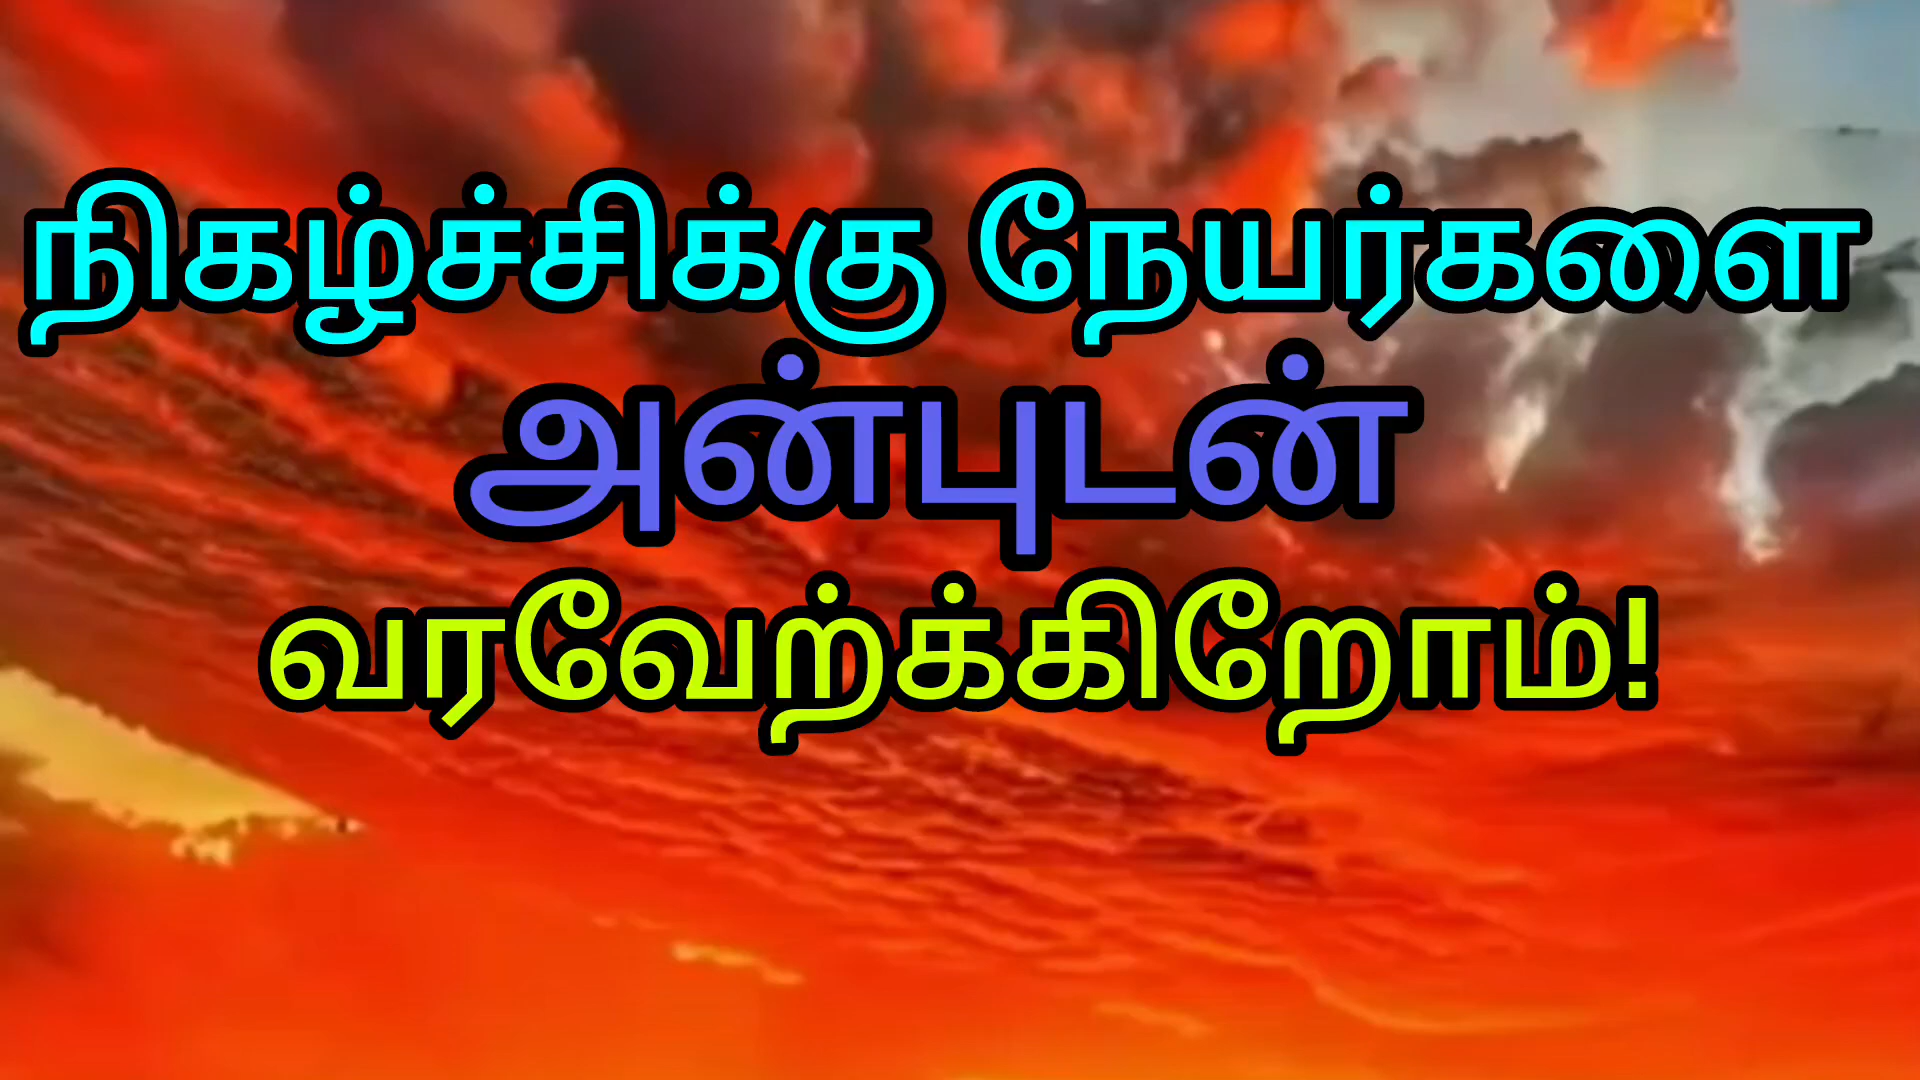 நிகழ்ச்சிக்கு நேயர்களை
அன்புடன்
வரவேற்க்கிறோம்!